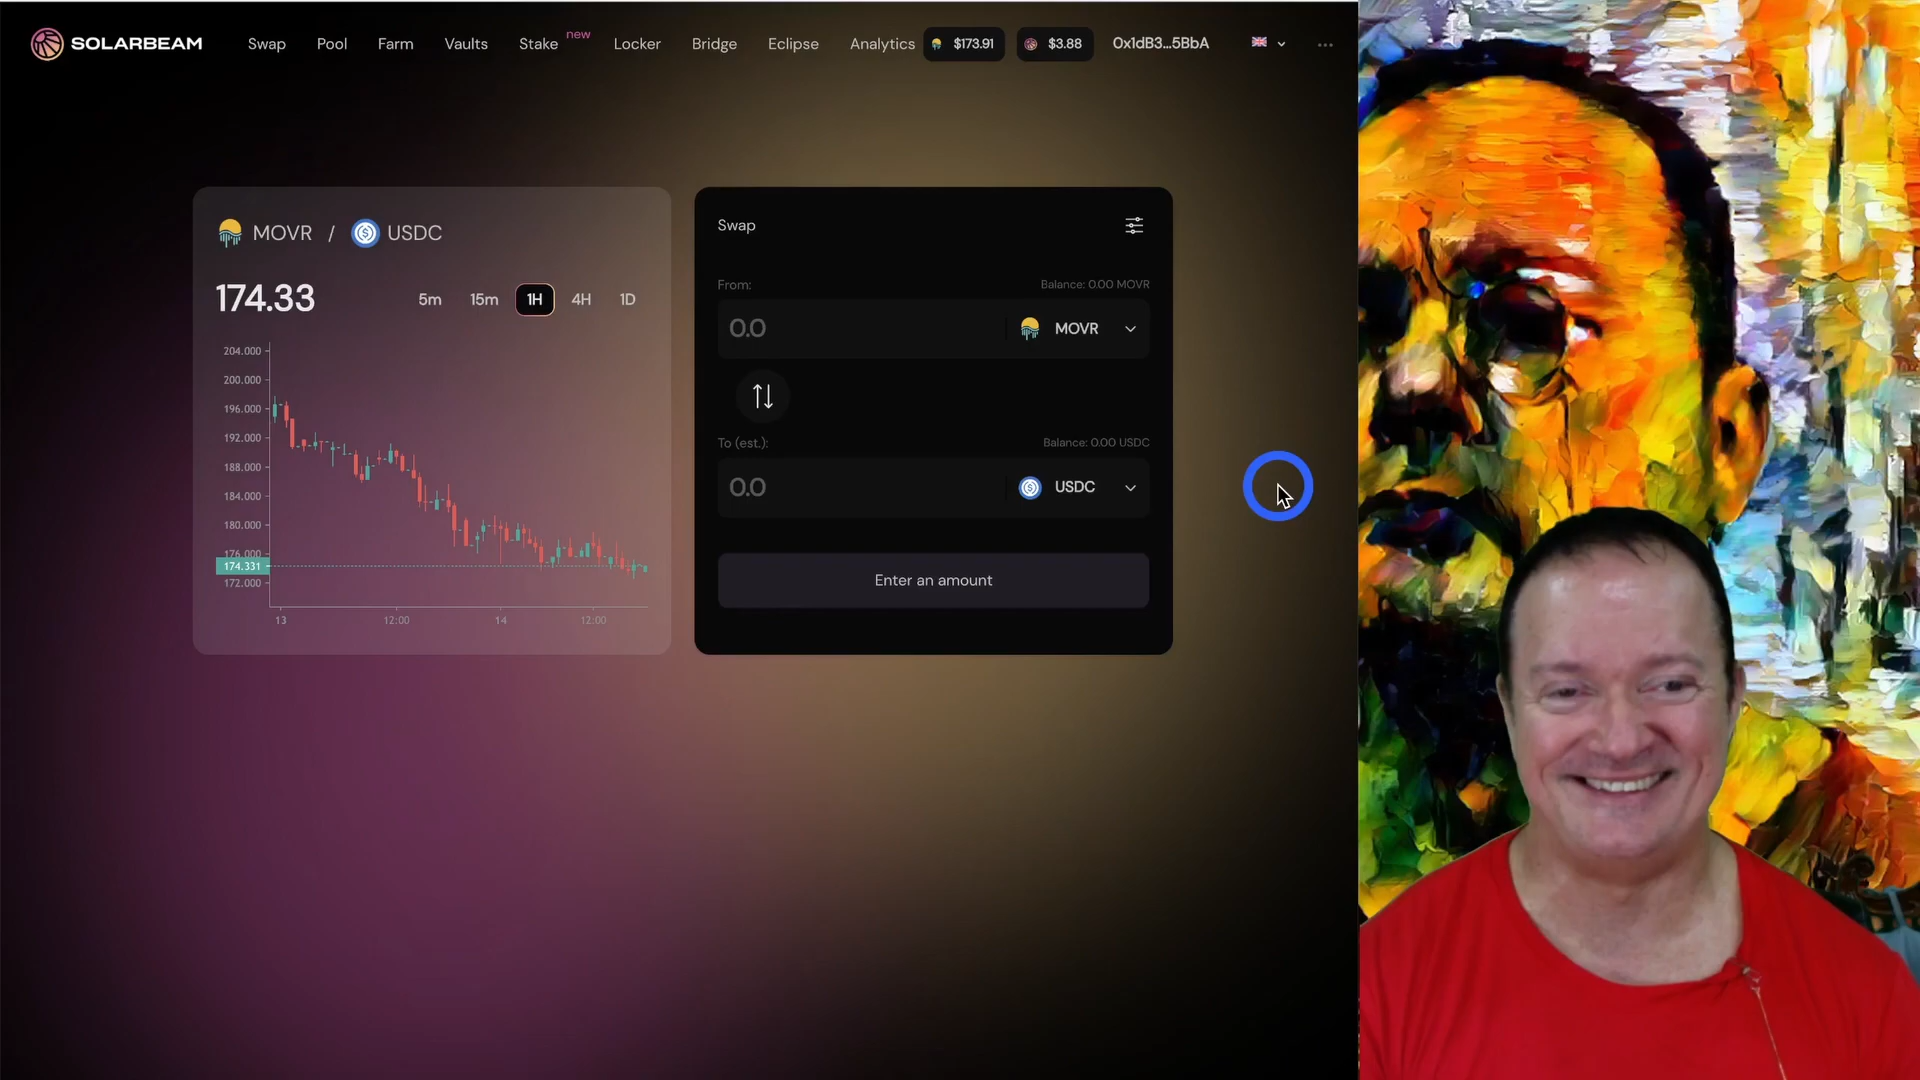 SOLARBEAM Swap Pool Farm Vaults Stake new Locker Bridge Eclipse Analytics $173.91 $3.88 0x1dB3...5BbA
MOVR / USDC
174.33 5m 15m 1H 4H 1D
204.000
200.000
196.000
192.000
188.000
184.000
180.000
176.000
174.331
172.000
13 12:00 14 12:00
Swap
From: Balance: 0.00 MOVR
0.0 MOVR
To (est.): Balance: 0.00 USDC
0.0 USDC
Enter an amount